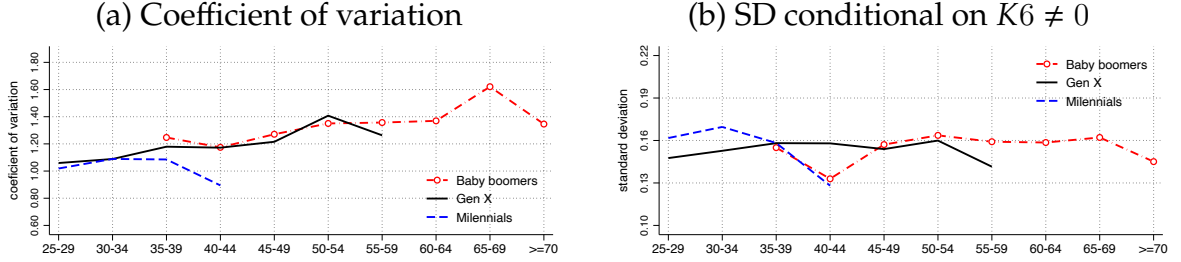 (a) Coefficient of variation
coefficient of variation
1.80
1.60
1.40
1.20
1.00
0.80
0.60
Baby boomers
Gen X
Milennials
25-29 30-34 35-39 40-44 45-49 50-54 55-59 60-64 65-69 >=70
(b) SD conditional on K6 ≠ 0
standard deviation
0.22
0.19
0.16
0.13
0.10
Baby boomers
Gen X
Milennials
25-29 30-34 35-39 40-44 45-49 50-54 55-59 60-64 65-69 >=70